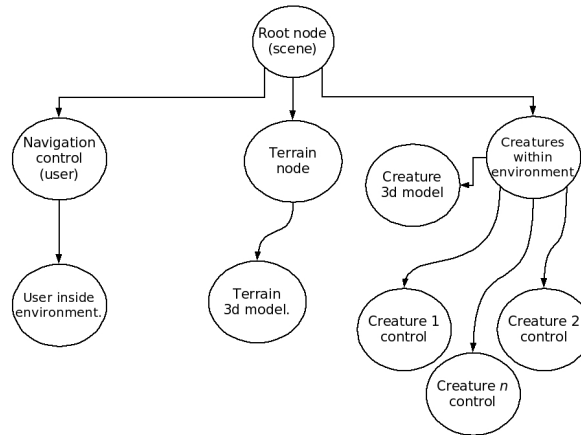 Root node
(scene)
Navigation
control
(user)
Terrain
node
Creature
3d model
Creatures
within
environment
User inside
environment.
Terrain
3d model.
Creature 1
control
Creature 2
control
Creature n
control